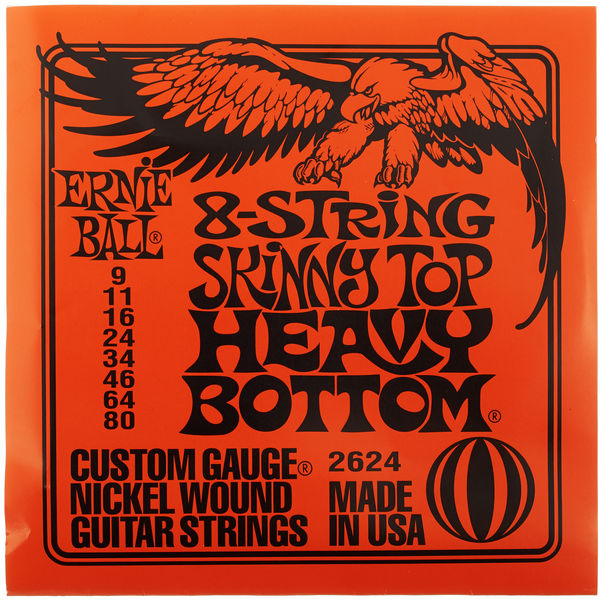 ERNiE
BALL®
8-STRiNG
SKiNNY TOP
HEAVY
BOTTOM®
9
11
16
24
34
46
64
80
CUSTOM GAUGE® 2624
NICKEL WOUND
GUITAR STRINGS
MADE
IN USA